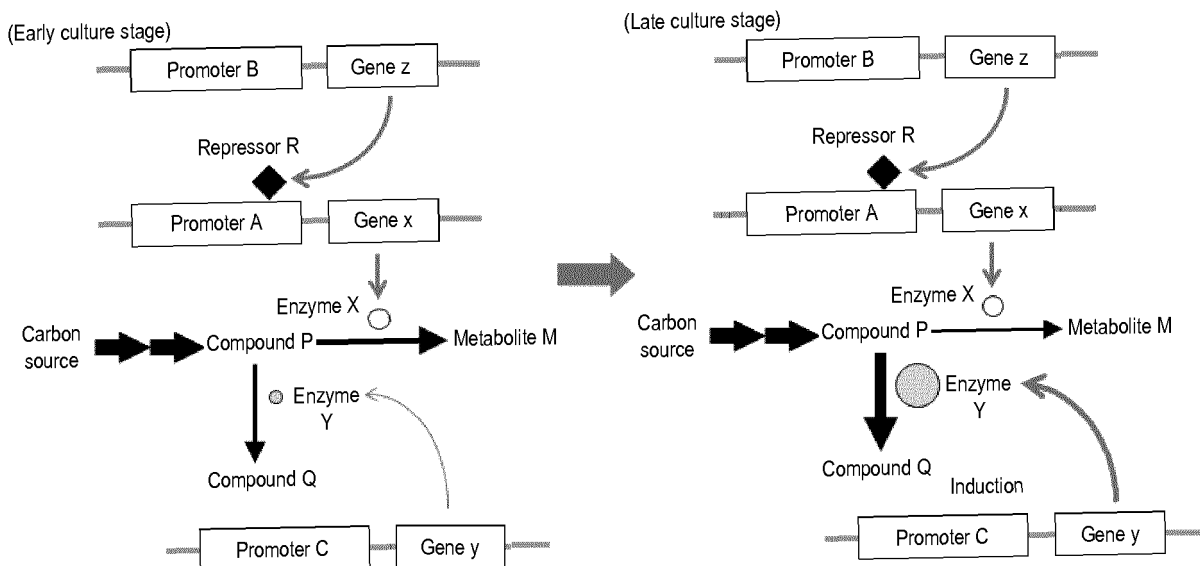 (Early culture stage)
Promoter B
Gene z
Repressor R
Promoter A
Gene x
Enzyme X
Carbon
source
Compound P
Metabolite M
Enzyme
Y
Compound Q
Promoter C
Gene y
(Late culture stage)
Promoter B
Gene z
Repressor R
Promoter A
Gene x
Enzyme X
Carbon
source
Compound P
Metabolite M
Enzyme
Y
Compound Q
Induction
Promoter C
Gene y